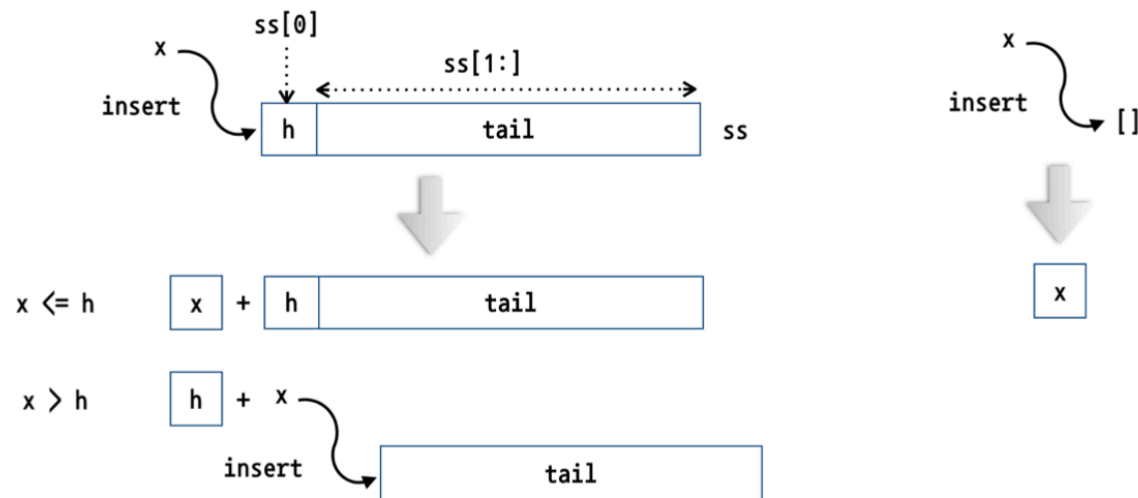 ss[0]
x
ss[1:]
insert
h
tail
ss
x
insert
[]
x <= h
x
+
h
tail
x
x > h
h
+
x
insert
tail